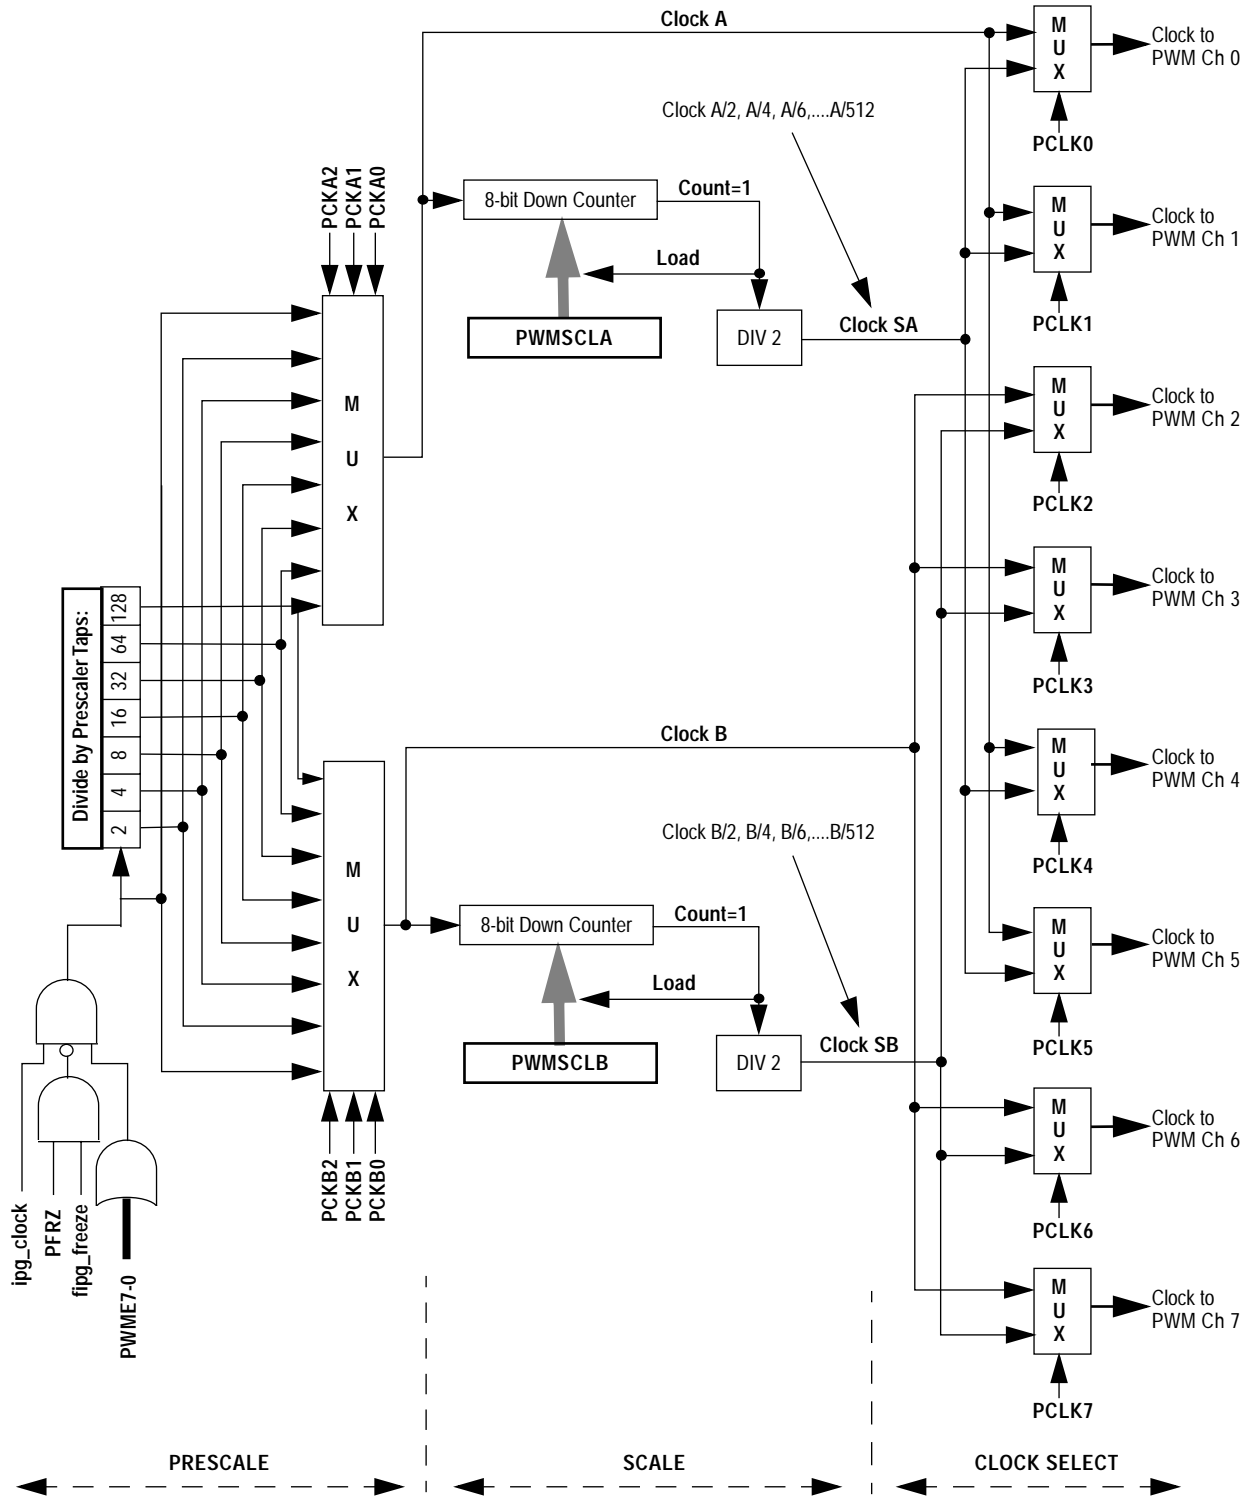 Clock A
M
U
X
Clock to
PWM Ch 0
PCLK0
Clock A/2, A/4, A/6,....A/512
PCKA2
PCKA1
PCKA0
8-bit Down Counter
Count=1
Load
PWMSCLA
DIV 2
Clock SA
M
U
X
Clock to
PWM Ch 1
PCLK1
M
U
X
M
U
X
Clock to
PWM Ch 2
PCLK2
M
U
X
Clock to
PWM Ch 3
PCLK3
Divide by Prescaler Taps:
128
64
32
16
8
4
2
Clock B
M
U
X
Clock to
PWM Ch 4
PCLK4
Clock B/2, B/4, B/6,....B/512
M
U
X
8-bit Down Counter
Count=1
Load
PWMSCLB
DIV 2
Clock SB
M
U
X
Clock to
PWM Ch 5
PCLK5
PCKB2
PCKB1
PCKB0
ipg_clock
PFRZ
fipg_freeze
PWME7-0
M
U
X
Clock to
PWM Ch 6
PCLK6
M
U
X
Clock to
PWM Ch 7
PCLK7
PRESCALE
SCALE
CLOCK SELECT